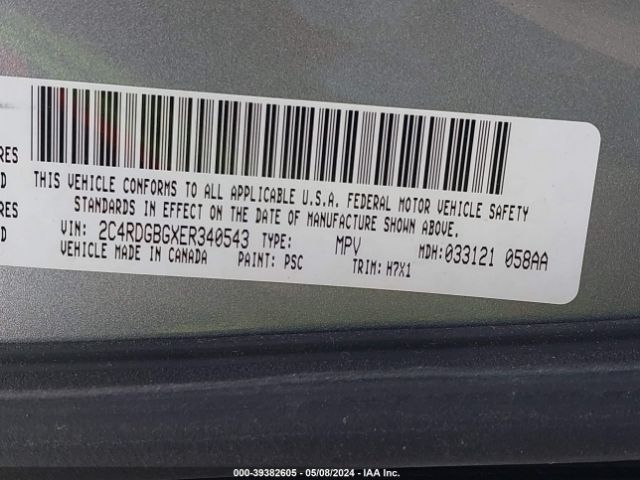 RES
D
RES
D
THIS VEHICLE CONFORMS TO ALL APPLICABLE U.S.A. FEDERAL MOTOR VEHICLE SAFETY
STANDARDS IN EFFECT ON THE DATE OF MANUFACTURE SHOWN ABOVE.
VIN: 2C4RDGBGXER340543 TYPE: MPV MDH:033121 058AA
VEHICLE MADE IN CANADA PAINT: PSC TRIM: H7X1
00-39382605 - 05/08/2024 - IAA Inc.